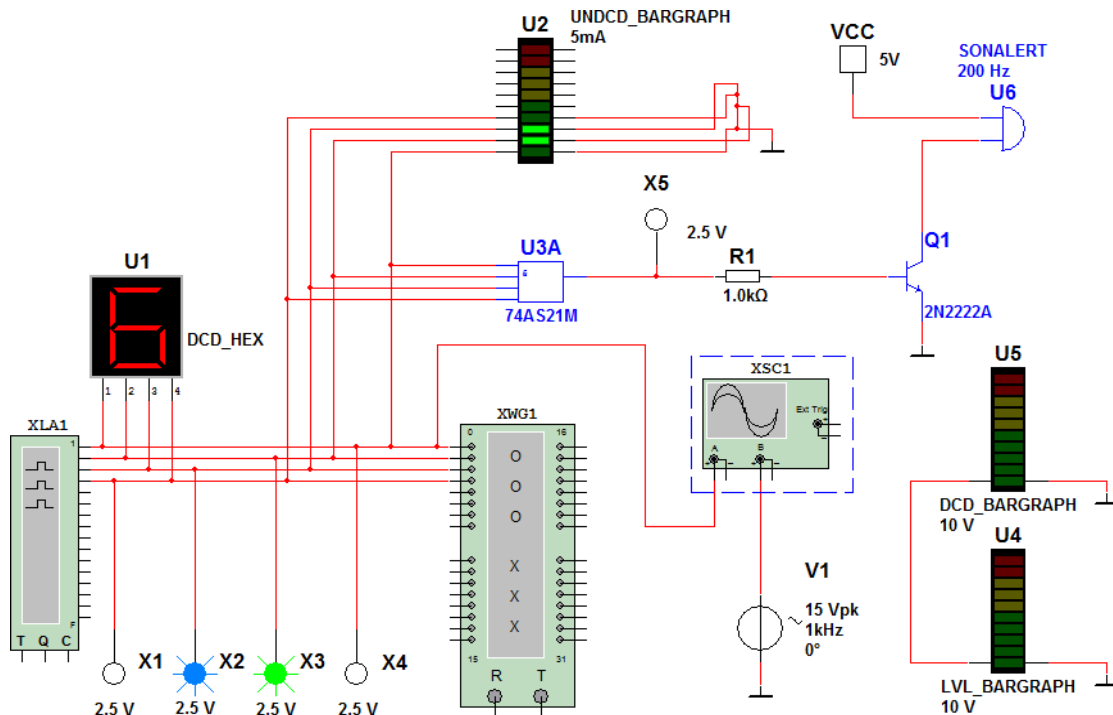 U2
UNDCD_BARGRAPH
5mA
VCC
5V
SONALERT
200 Hz
U6
X5
2.5 V
U3A
6
74AS21M
R1
1.0kΩ
Q1
2N2222A
U1
DCD_HEX
1 2 3 4
XLA1
1
F
T Q C
XWG1
0 16
O
O
O
X
X
X
15 31
R T
XSC1
Ext Trig
+
−
A B
+ − + −
V1
15 Vpk
1kHz
0°
U5
DCD_BARGRAPH
10 V
U4
LVL_BARGRAPH
10 V
X1 X2 X3 X4
2.5 V 2.5 V 2.5 V 2.5 V